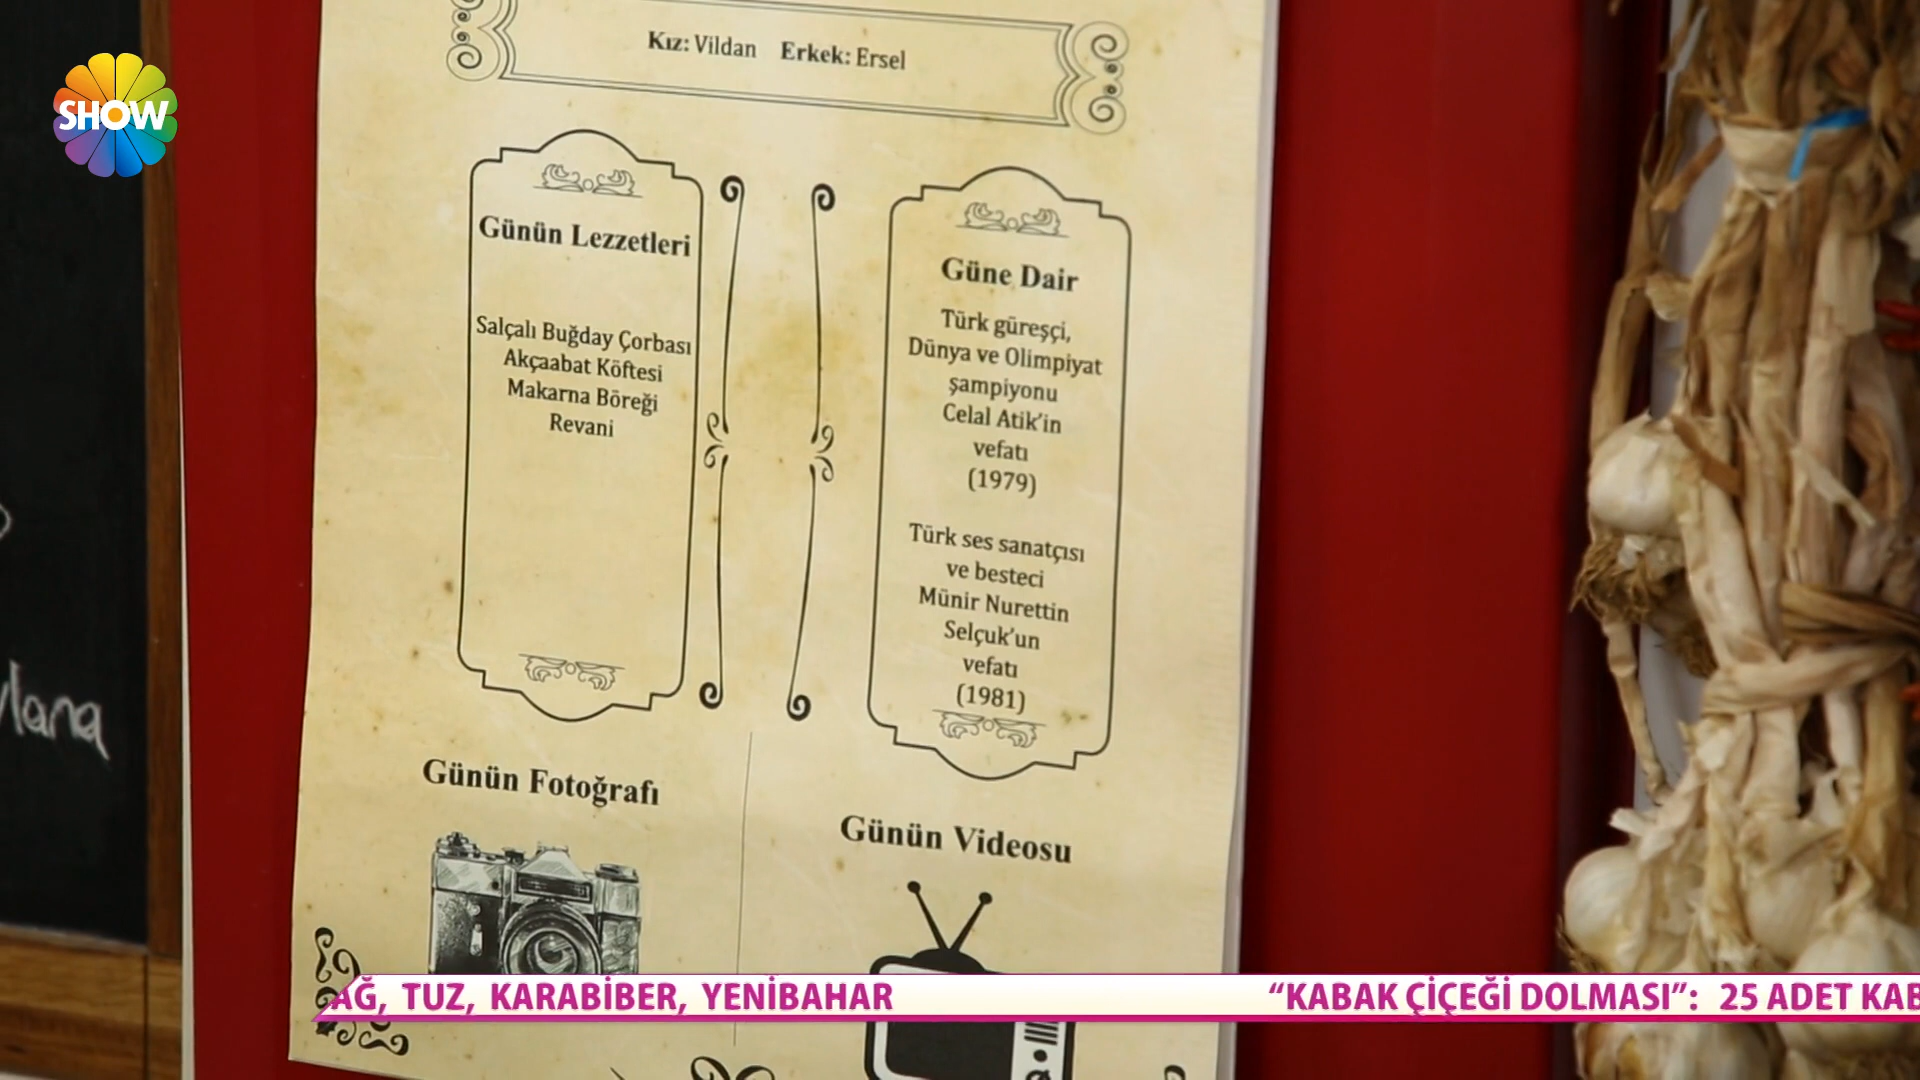 SHOW
Kız: Vildan Erkek: Ersel
Günün Lezzetleri
Salçalı Buğday Çorbası
Akçaabat Köftesi
Makarna Böreği
Revani
Güne Dair
Türk güreşçi,
Dünya ve Olimpiyat
şampiyonu
Celal Atik’in
vefatı
(1979)
Türk ses sanatçısı
ve besteci
Münir Nurettin
Selçuk’un
vefatı
(1981)
Günün Fotoğrafı
Günün Videosu
AĞ, TUZ, KARABİBER, YENİBAHAR “KABAK ÇİÇEĞİ DOLMASI”: 25 ADET KAB